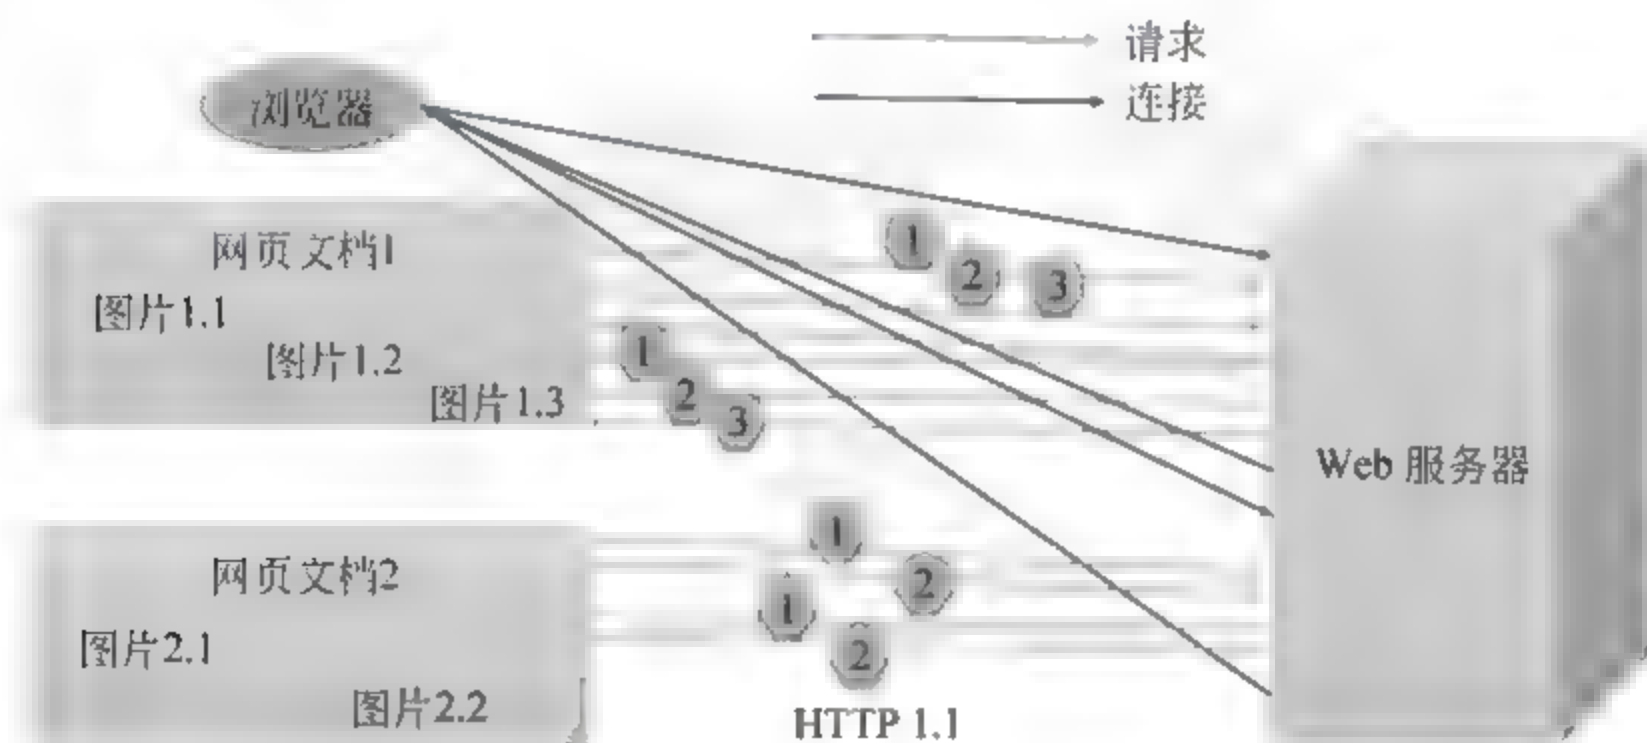 请求
连接
浏览器
网页文档1
图片1.1
图片1.2
图片1.3
1
2
3
1
2
3
Web 服务器
网页文档2
图片2.1
图片2.2
1
2
1
2
HTTP 1.1